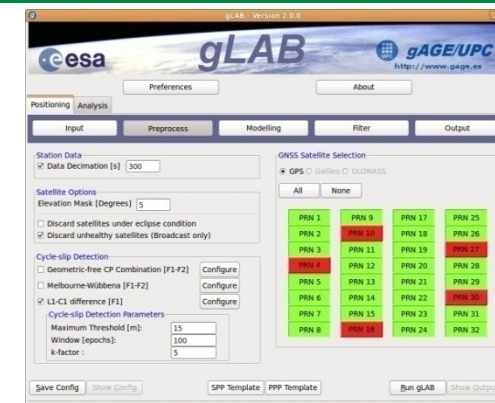 gLAB - Version 2.0.0
esa
gLAB
gAGE/UPC
http://www.gage.es
Preferences
About
Positioning
Analysis
Input
Preprocess
Modelling
Filter
Output
Station Data
Data Decimation [s] 300
Satellite Options
Elevation Mask [Degrees] 5
Discard satellites under eclipse condition
Discard unhealthy satellites (Broadcast only)
Cycle-slip Detection
Geometric-free CP Combination [F1-F2] Configure
Melbourne-Wübbena [F1-F2] Configure
L1-C1 difference [F1] Configure
Cycle-slip Detection Parameters
Maximum Threshold [m]: 15
Window [epochs]: 100
k-factor : 5
GNSS Satellite Selection
GPS Galileo GLONASS
All None
PRN 1 PRN 9 PRN 17 PRN 25
PRN 2 PRN 10 PRN 18 PRN 26
PRN 3 PRN 11 PRN 19 PRN 27
PRN 4 PRN 12 PRN 20 PRN 28
PRN 5 PRN 13 PRN 21 PRN 29
PRN 6 PRN 14 PRN 22 PRN 30
PRN 7 PRN 15 PRN 23 PRN 31
PRN 8 PRN 16 PRN 24 PRN 32
Save Config Show Config SPP Template PPP Template Run gLAB Show Outpu